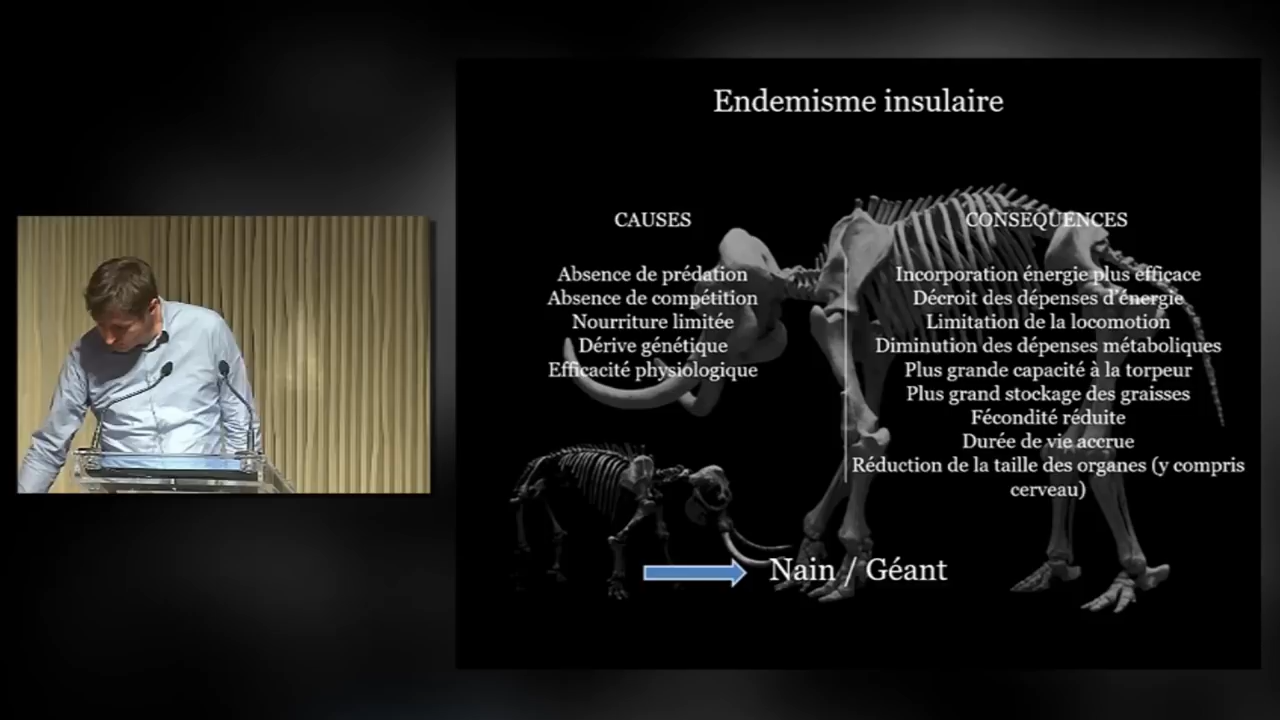 Endemisme insulaire
CAUSES
Absence de prédation
Absence de compétition
Nourriture limitée
Dérive génétique
Efficacité physiologique
CONSEQUENCES
Incorporation énergie plus efficace
Décroit des dépenses d'énergie
Limitation de la locomotion
Diminution des dépenses métaboliques
Plus grande capacité à la torpeur
Plus grand stockage des graisses
Fécondité réduite
Durée de vie accrue
Réduction de la taille des organes (y compris
cerveau)
Nain / Géant